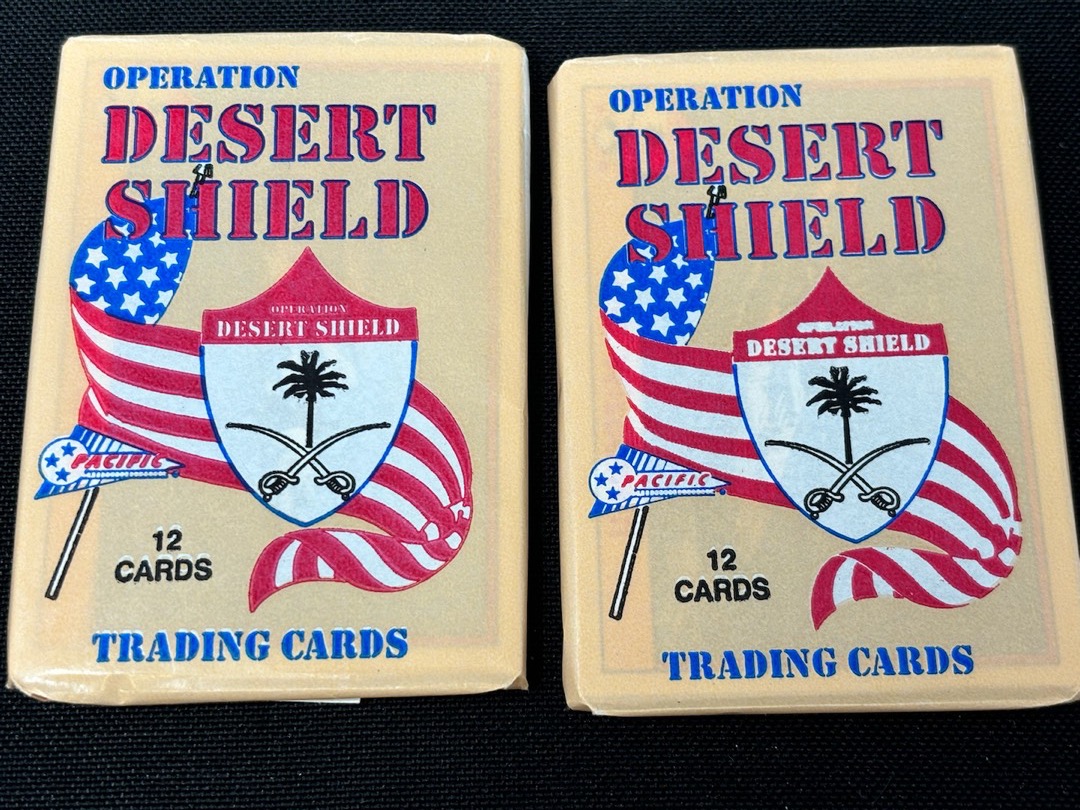 OPERATION
DESERT
SHIELD
OPERATION
DESERT SHIELD
PACIFIC
12
CARDS
TRADING CARDS
OPERATION
DESERT
SHIELD
OPERATION
DESERT SHIELD
PACIFIC
12
CARDS
TRADING CARDS